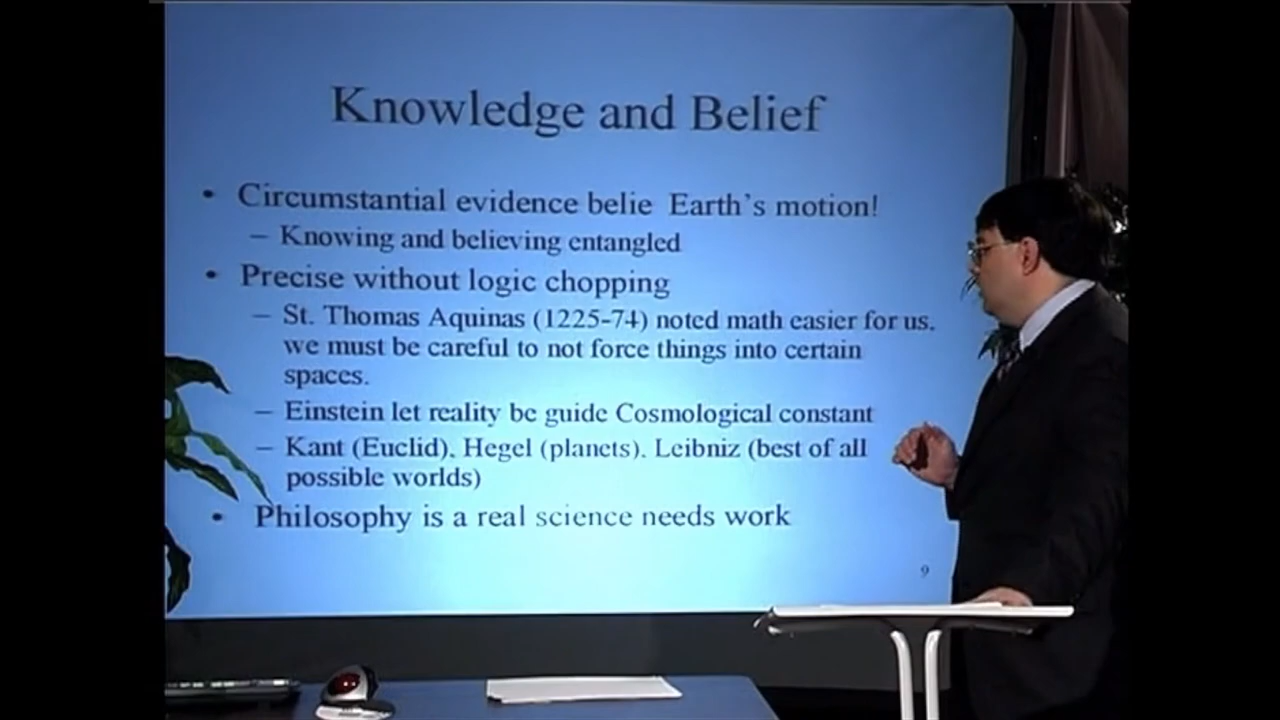 Knowledge and Belief
• Circumstantial evidence belie Earth's motion!
– Knowing and believing entangled
• Precise without logic chopping
– St. Thomas Aquinas (1225-74) noted math easier for us,
we must be careful to not force things into certain
spaces.
– Einstein let reality be guide Cosmological constant
– Kant (Euclid), Hegel (planets), Leibniz (best of all
possible worlds)
• Philosophy is a real science needs work
9